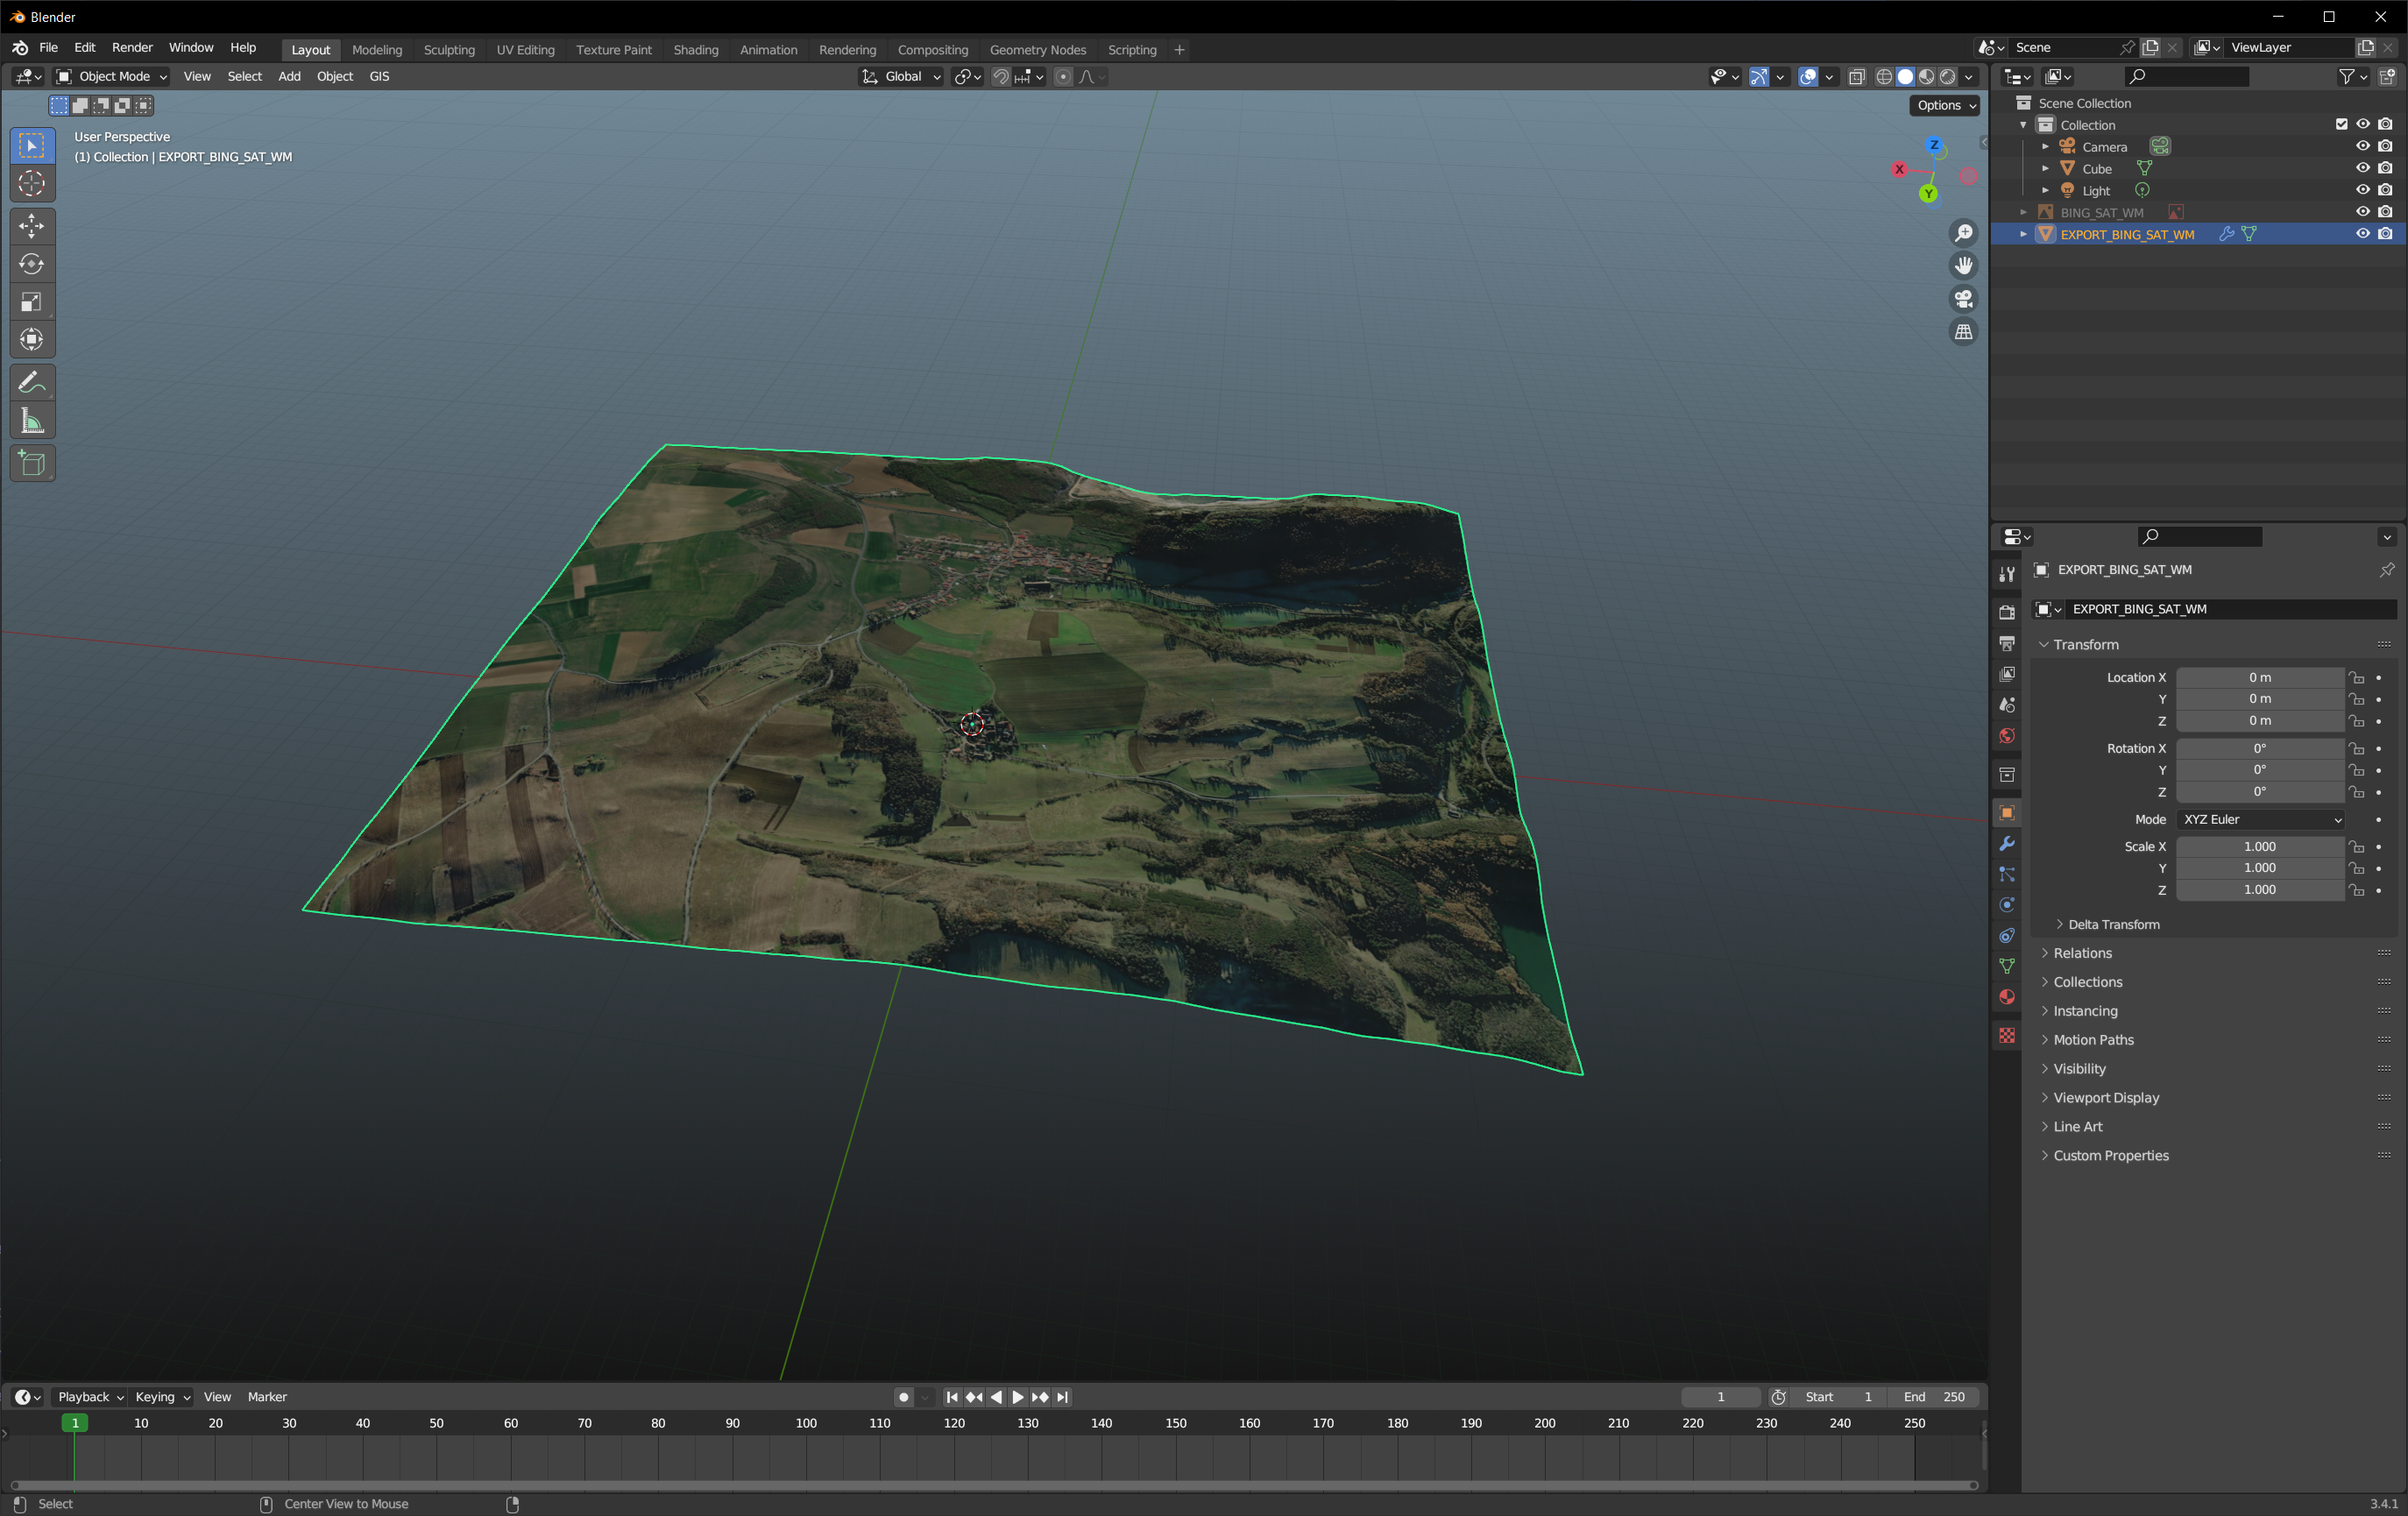 Blender
File Edit Render Window Help Layout Modeling Sculpting UV Editing Texture Paint Shading Animation Rendering Compositing Geometry Nodes Scripting + Scene ViewLayer
Object Mode View Select Add Object GIS Global
Options
User Perspective
(1) Collection | EXPORT_BING_SAT_WM
Z
X
Y
Scene Collection
Collection
Camera
Cube
Light
BING_SAT_WM
EXPORT_BING_SAT_WM
EXPORT_BING_SAT_WM
EXPORT_BING_SAT_WM
Transform
Location X 0 m
Y 0 m
Z 0 m
Rotation X 0°
Y 0°
Z 0°
Mode XYZ Euler
Scale X 1.000
Y 1.000
Z 1.000
Delta Transform
Relations
Collections
Instancing
Motion Paths
Visibility
Viewport Display
Line Art
Custom Properties
Playback Keying View Marker 1 Start 1 End 250
1 10 20 30 40 50 60 70 80 90 100 110 120 130 140 150 160 170 180 190 200 210 220 230 240 250
Select Center View to Mouse 3.4.1